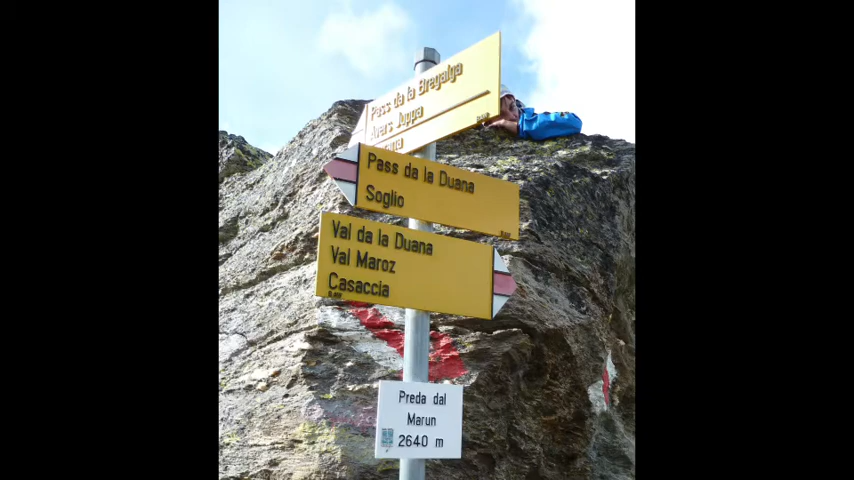 Pass da la Bregalga
Avers Juppa
Pass da la Duana
Soglio
Val da la Duana
Val Maroz
Casaccia
Preda dal
Marun
2640 m